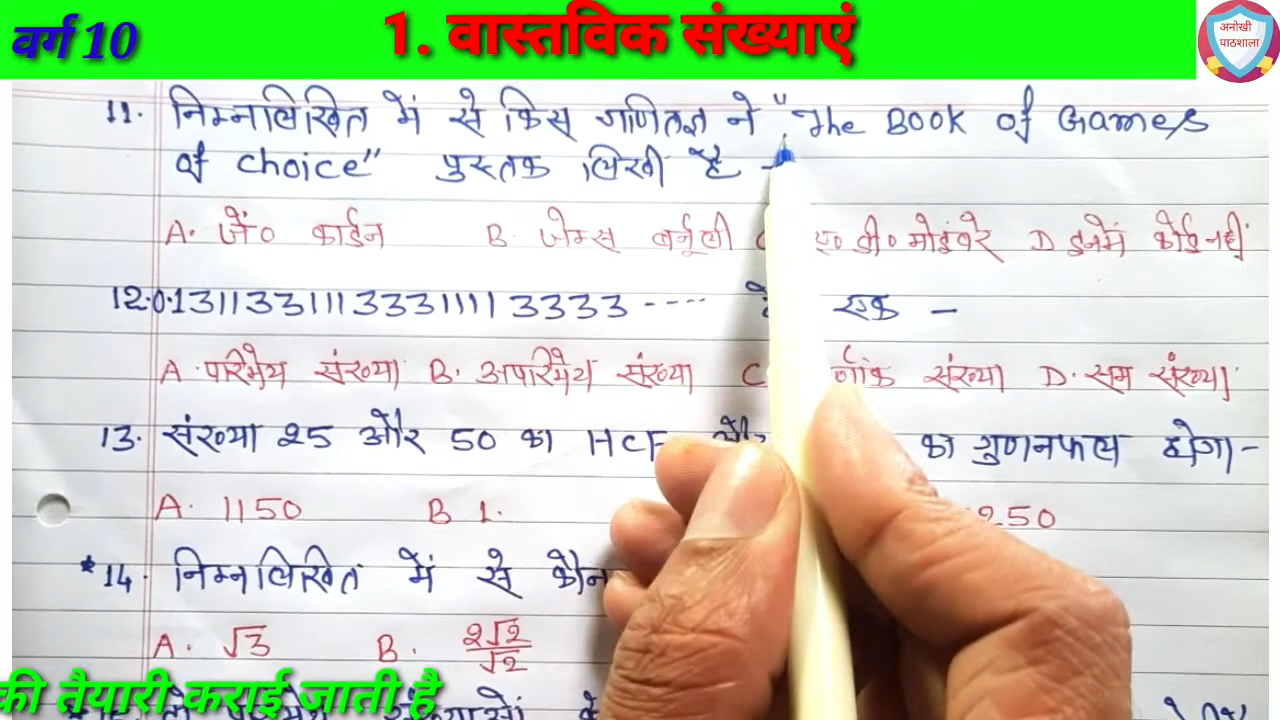 वर्ग 10
1. वास्तविक संख्याएं
अनोखी
पाठशाला
11. निम्नलिखित में से किस गणितज्ञ ने "The Book of Games
of choice" पुस्तक लिखी है -
A. जे० कार्डन B. जेम्स बर्नूली C ए० डी० मोइवरे D इनमें कोई नहीं
12. 0.13113311133311113333 ---- है एक -
A. परिमेय संख्या B. अपरिमेय संख्या C संख्या D. सम संख्या
13. संख्या 25 और 50 का HCF और का गुणनफल होगा-
A. 1150 B 1. 250
*14. निम्नलिखित में से कौन
A. √3 B. 2√2/√2
की तैयारी कराई जाती है